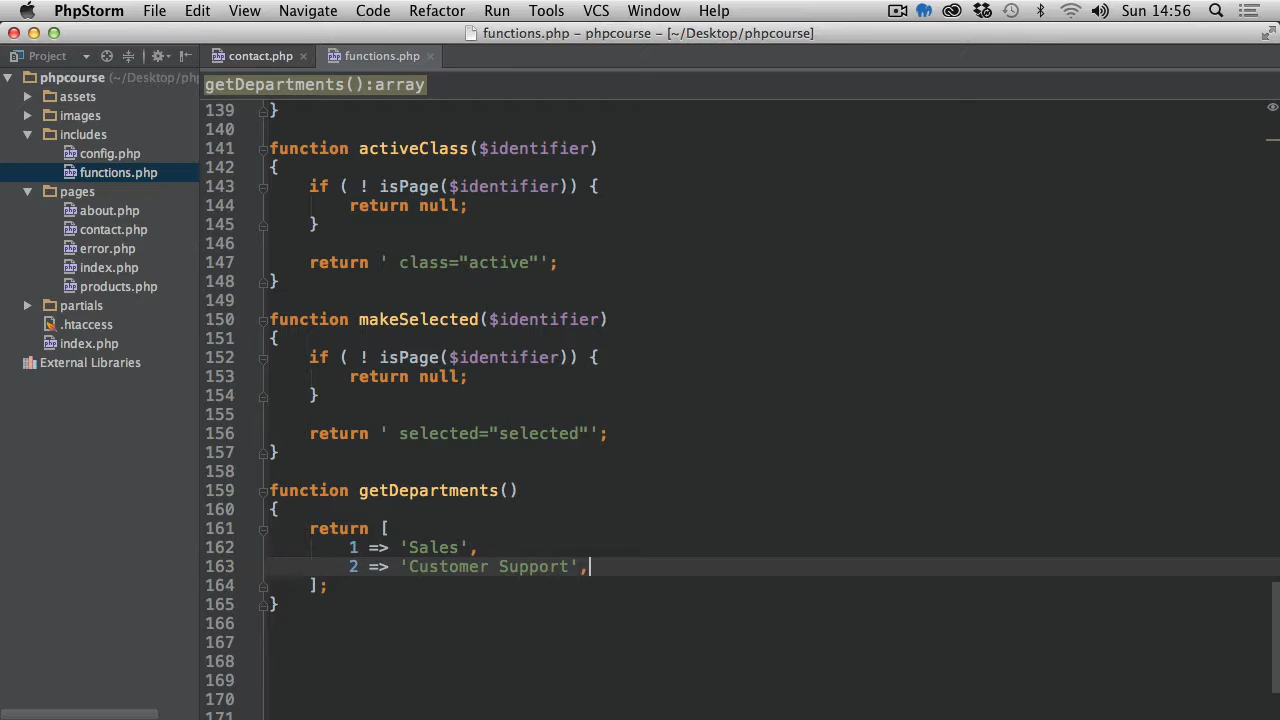 PhpStorm File Edit View Navigate Code Refactor Run Tools VCS Window Help Sun 14:56
functions.php – phpcourse – [~/Desktop/phpcourse]
Project contact.php functions.php
phpcourse (~/Desktop/ph
getDepartments():array
assets
images
includes
config.php
functions.php
pages
about.php
contact.php
error.php
index.php
products.php
partials
.htaccess
index.php
External Libraries
139 }
140
141 function activeClass($identifier)
142 {
143 if ( ! isPage($identifier)) {
144 return null;
145 }
146
147 return ' class="active"';
148 }
149
150 function makeSelected($identifier)
151 {
152 if ( ! isPage($identifier)) {
153 return null;
154 }
155
156 return ' selected="selected"';
157 }
158
159 function getDepartments()
160 {
161 return [
162 1 => 'Sales',
163 2 => 'Customer Support',
164 ];
165 }
166
167
168
169
170
171